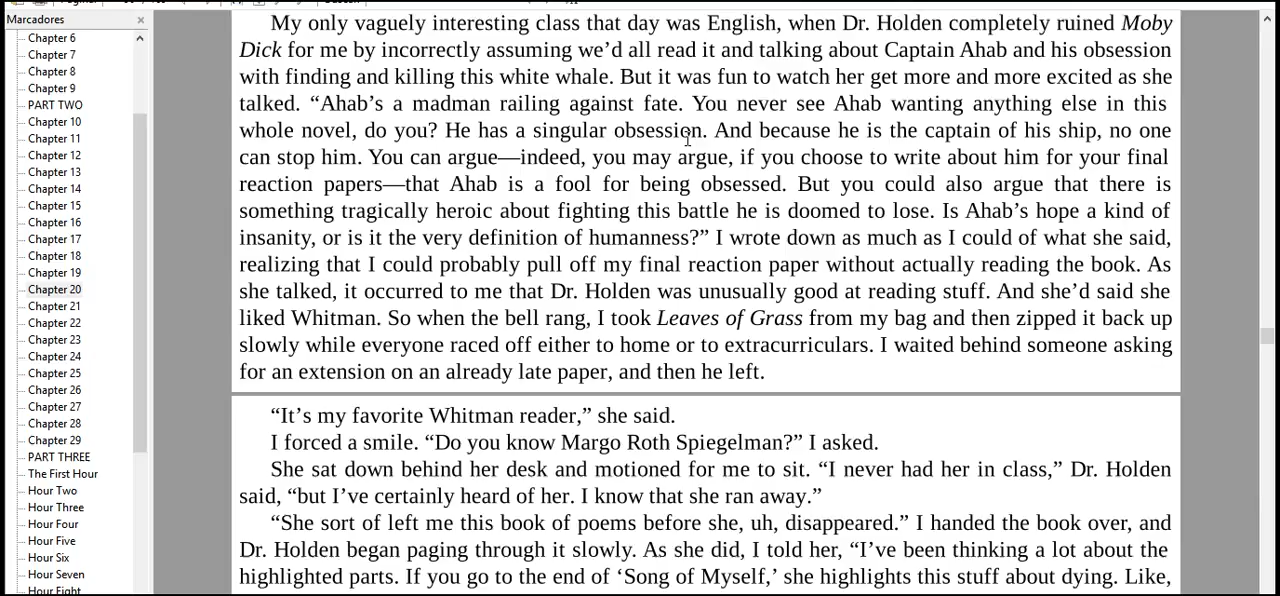 Marcadores
Chapter 6
Chapter 7
Chapter 8
Chapter 9
PART TWO
Chapter 10
Chapter 11
Chapter 12
Chapter 13
Chapter 14
Chapter 15
Chapter 16
Chapter 17
Chapter 18
Chapter 19
Chapter 20
Chapter 21
Chapter 22
Chapter 23
Chapter 24
Chapter 25
Chapter 26
Chapter 27
Chapter 28
Chapter 29
PART THREE
The First Hour
Hour Two
Hour Three
Hour Four
Hour Five
Hour Six
Hour Seven
Hour Eight
My only vaguely interesting class that day was English, when Dr. Holden completely ruined Moby
Dick for me by incorrectly assuming we’d all read it and talking about Captain Ahab and his obsession
with finding and killing this white whale. But it was fun to watch her get more and more excited as she
talked. “Ahab’s a madman railing against fate. You never see Ahab wanting anything else in this
whole novel, do you? He has a singular obsession. And because he is the captain of his ship, no one
can stop him. You can argue—indeed, you may argue, if you choose to write about him for your final
reaction papers—that Ahab is a fool for being obsessed. But you could also argue that there is
something tragically heroic about fighting this battle he is doomed to lose. Is Ahab’s hope a kind of
insanity, or is it the very definition of humanness?” I wrote down as much as I could of what she said,
realizing that I could probably pull off my final reaction paper without actually reading the book. As
she talked, it occurred to me that Dr. Holden was unusually good at reading stuff. And she’d said she
liked Whitman. So when the bell rang, I took Leaves of Grass from my bag and then zipped it back up
slowly while everyone raced off either to home or to extracurriculars. I waited behind someone asking
for an extension on an already late paper, and then he left.
“It’s my favorite Whitman reader,” she said.
I forced a smile. “Do you know Margo Roth Spiegelman?” I asked.
She sat down behind her desk and motioned for me to sit. “I never had her in class,” Dr. Holden
said, “but I’ve certainly heard of her. I know that she ran away.”
“She sort of left me this book of poems before she, uh, disappeared.” I handed the book over, and
Dr. Holden began paging through it slowly. As she did, I told her, “I’ve been thinking a lot about the
highlighted parts. If you go to the end of ‘Song of Myself,’ she highlights this stuff about dying. Like,